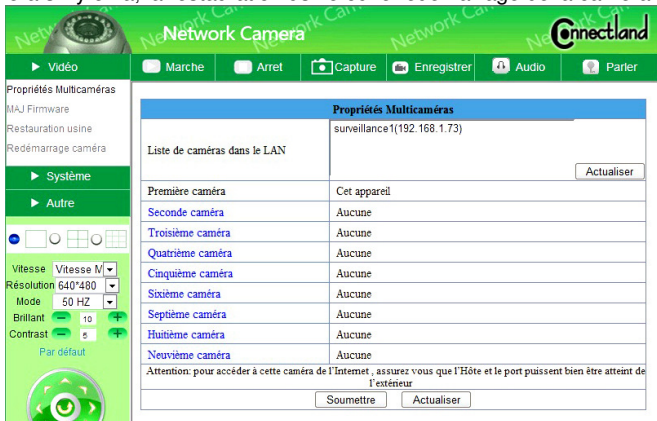 Network Camera
Connectland
Vidéo
Marche
Arret
Capture
Enregistrer
Audio
Parler
Propriétés Multicaméras
MAJ Firmware
Restauration usine
Redémarrage caméra
Système
Autre
Vitesse Vitesse M
Résolution 640*480
Mode 50 HZ
Brillant 10
Contrast 5
Par défaut
Propriétés Multicaméras
Liste de caméras dans le LAN
surveillance1(192.168.1.73)
Actualiser
Première caméra Cet appareil
Seconde caméra Aucune
Troisième caméra Aucune
Quatrième caméra Aucune
Cinquième caméra Aucune
Sixième caméra Aucune
Septième caméra Aucune
Huitième caméra Aucune
Neuvième caméra Aucune
Attention: pour accéder à cette caméra de l'Internet , assurez vous que l'Hôte et le port puissent bien être atteint de
l'extérieur
Soumettre Actualiser